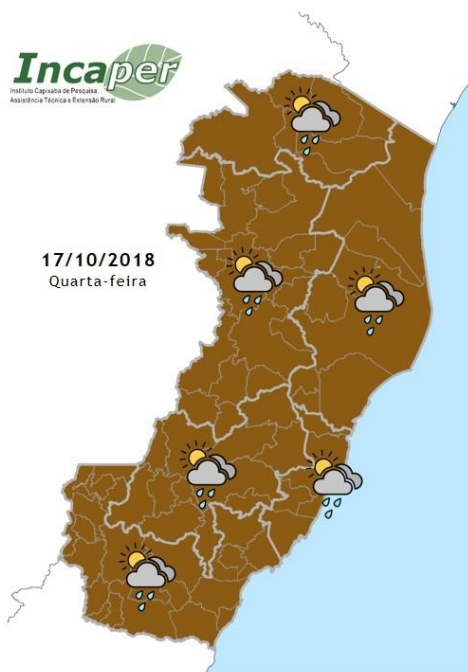 Incaper
Instituto Capixaba de Pesquisa,
Assistência Técnica e Extensão Rural
17/10/2018
Quarta-feira